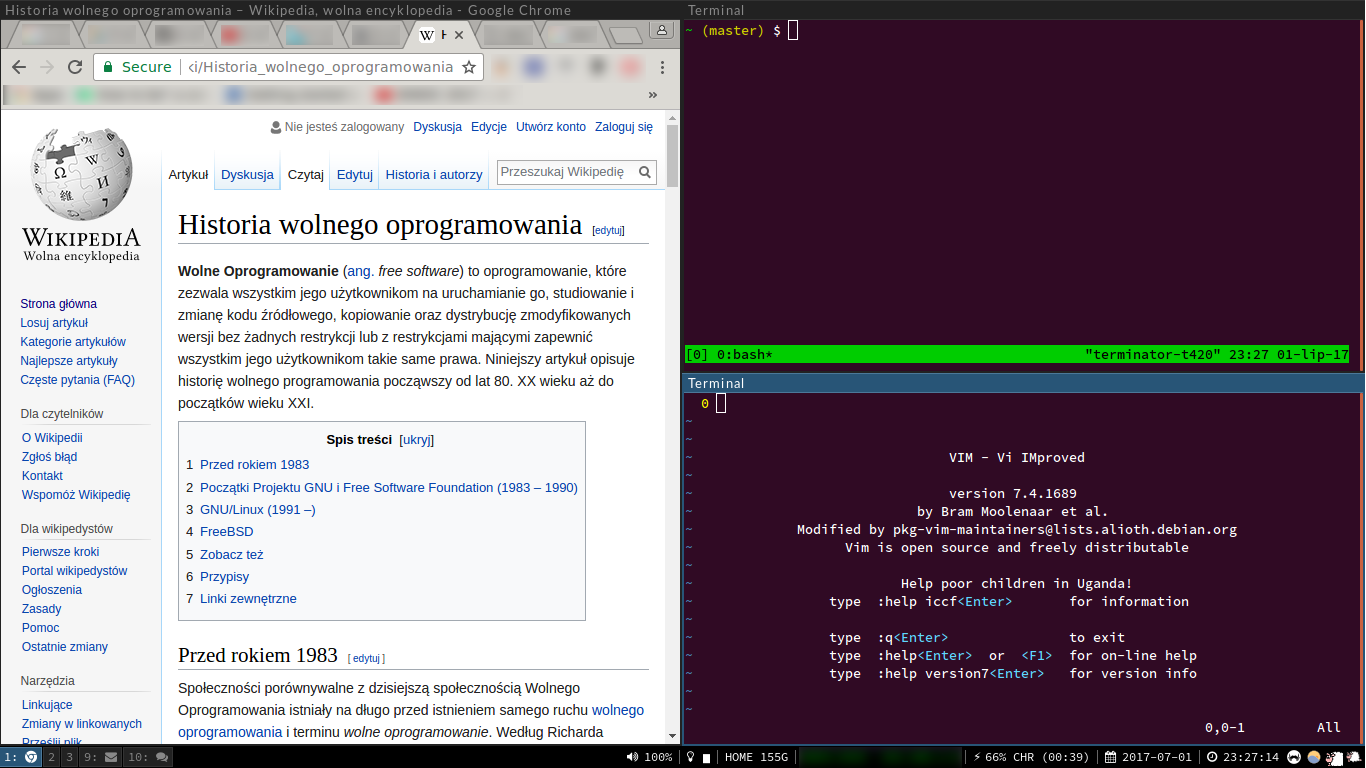 Historia wolnego oprogramowania – Wikipedia, wolna encyklopedia - Google Chrome
W H
Secure
ki/Historia_wolnego_oprogramowania
»
Nie jesteś zalogowany Dyskusja Edycje Utwórz konto Zaloguj się
Artykuł Dyskusja Czytaj Edytuj Historia i autorzy
Przeszukaj Wikipedię
WIKIPEDIA
Wolna encyklopedia
Strona główna
Losuj artykuł
Kategorie artykułów
Najlepsze artykuły
Częste pytania (FAQ)
Dla czytelników
O Wikipedii
Zgłoś błąd
Kontakt
Wspomóż Wikipedię
Dla wikipedystów
Pierwsze kroki
Portal wikipedystów
Ogłoszenia
Zasady
Pomoc
Ostatnie zmiany
Narzędzia
Linkujące
Zmiany w linkowanych
Prześlij plik
Historia wolnego oprogramowania [edytuj]
Wolne Oprogramowanie (ang. free software) to oprogramowanie, które
zezwala wszystkim jego użytkownikom na uruchamianie go, studiowanie i
zmianę kodu źródłowego, kopiowanie oraz dystrybucję zmodyfikowanych
wersji bez żadnych restrykcji lub z restrykcjami mającymi zapewnić
wszystkim jego użytkownikom takie same prawa. Niniejszy artykuł opisuje
historię wolnego programowania począwszy od lat 80. XX wieku aż do
początków wieku XXI.
Spis treści [ukryj]
1 Przed rokiem 1983
2 Początki Projektu GNU i Free Software Foundation (1983 – 1990)
3 GNU/Linux (1991 –)
4 FreeBSD
5 Zobacz też
6 Przypisy
7 Linki zewnętrzne
Przed rokiem 1983 [ edytuj ]
Społeczności porównywalne z dzisiejszą społecznością Wolnego
Oprogramowania istniały na długo przed istnieniem samego ruchu wolnego
oprogramowania i terminu wolne oprogramowanie. Według Richarda
Terminal
~ (master) $
[0] 0:bash* "terminator-t420" 23:27 01-lip-17
Terminal
0
~
~
~ VIM - Vi IMproved
~
~ version 7.4.1689
~ by Bram Moolenaar et al.
~ Modified by pkg-vim-maintainers@lists.alioth.debian.org
~ Vim is open source and freely distributable
~
~ Help poor children in Uganda!
~ type :help iccf<Enter> for information
~
~ type :q<Enter> to exit
~ type :help<Enter> or <F1> for on-line help
~ type :help version7<Enter> for version info
~
~
0,0-1 All
1: 2 3 9: 10:
100% HOME 155G 66% CHR (00:39) 2017-07-01 23:27:14